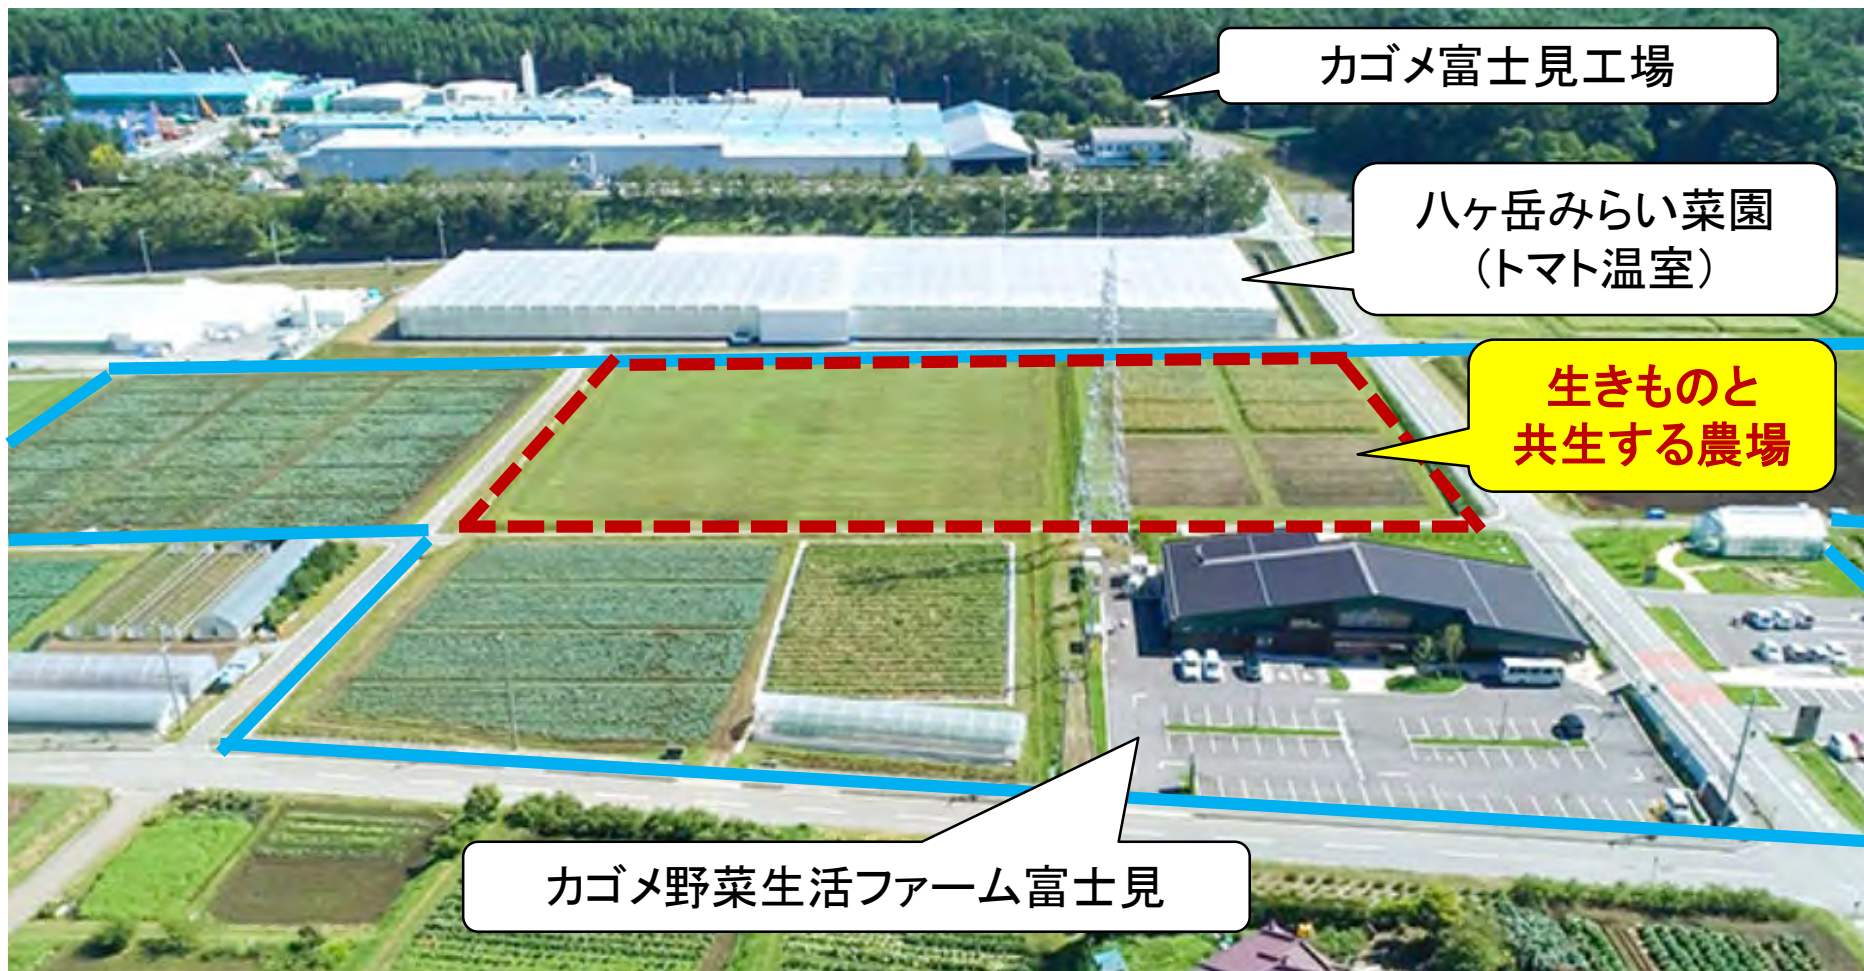 カゴメ富士見工場
八ヶ岳みらい菜園
（トマト温室）
生きものと
共生する農場
カゴメ野菜生活ファーム富士見